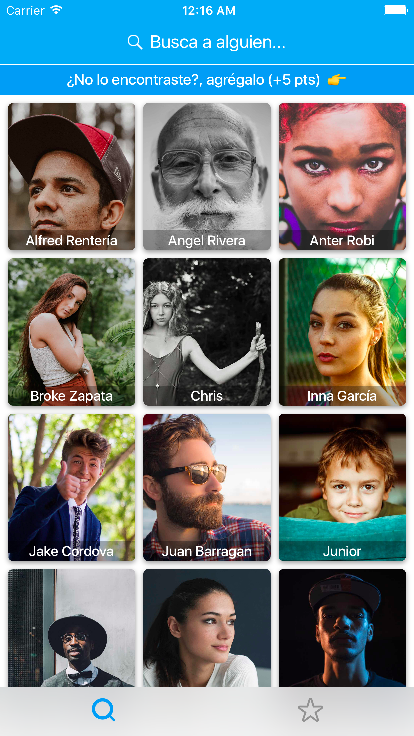 Carrier 12:16 AM
Busca a alguien...
¿No lo encontraste?, agrégalo (+5 pts) 👉
Alfred Rentería Angel Rivera Anter Robi
Broke Zapata Chris Inna García
Jake Cordova Juan Barragan Junior